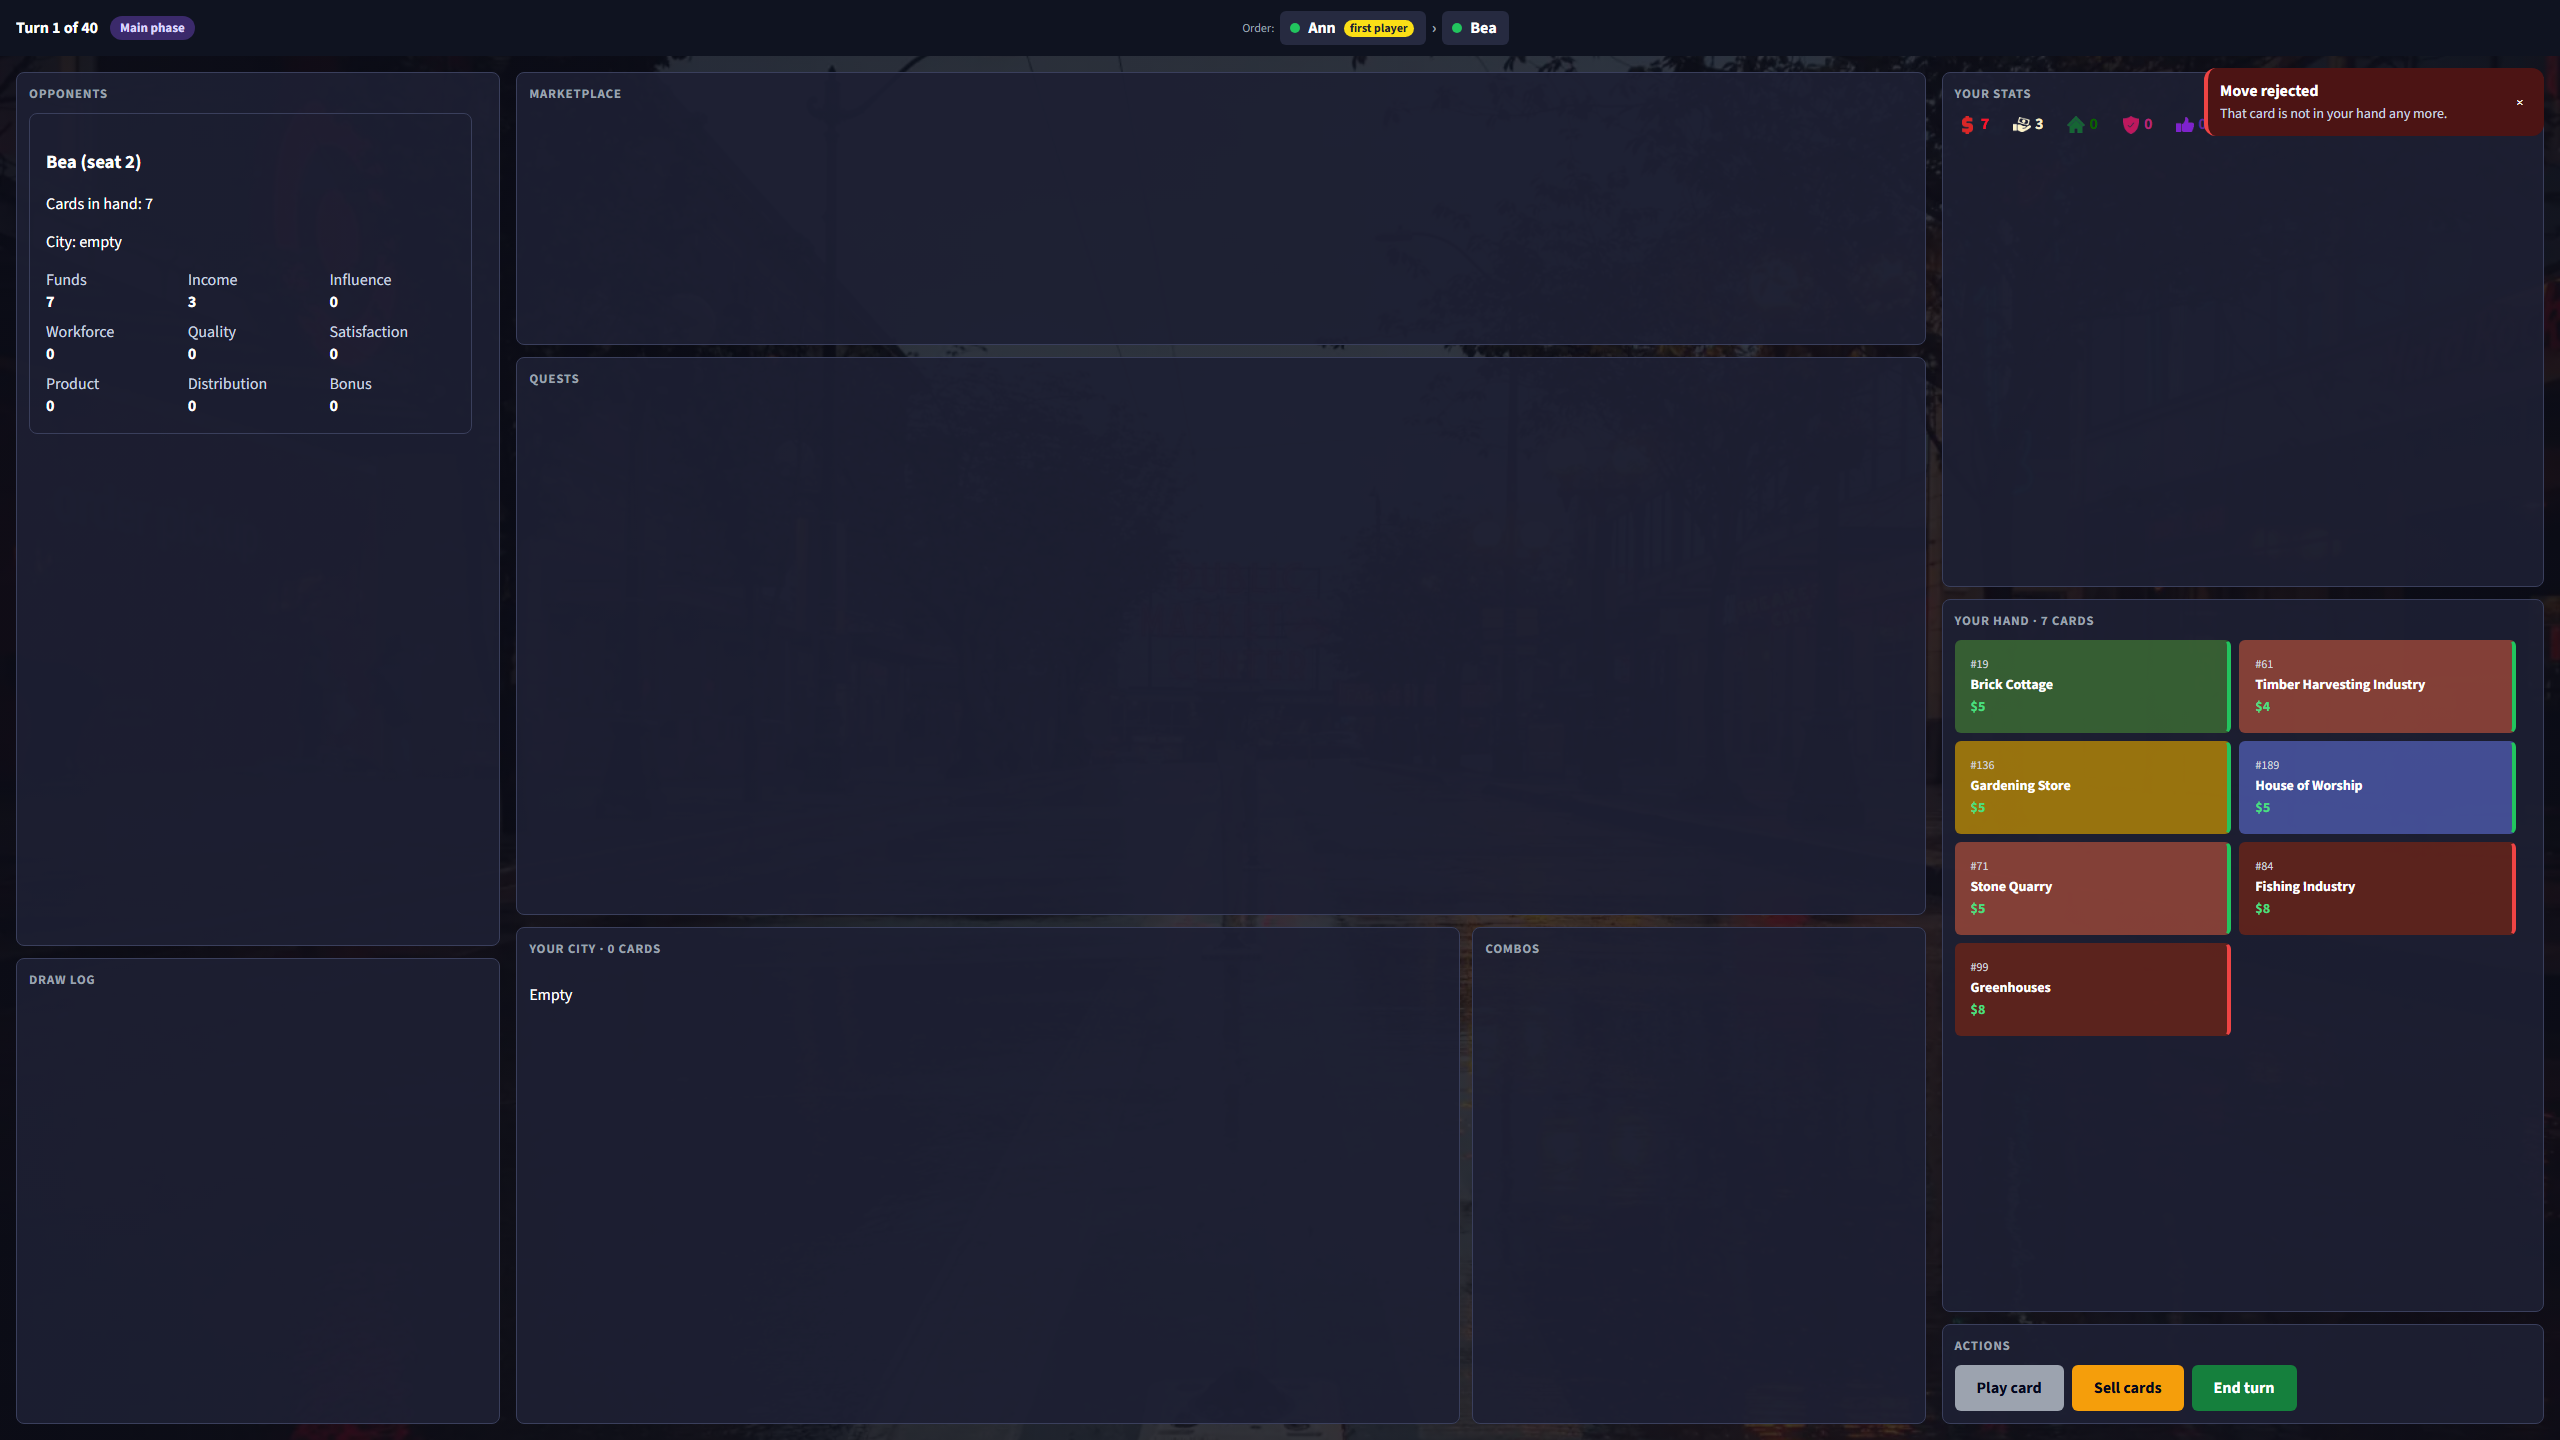 Turn 1 of 40 Main phase Order: Ann first player › Bea
OPPONENTS
Bea (seat 2)
Cards in hand: 7
City: empty
Funds Income Influence
7 3 0
Workforce Quality Satisfaction
0 0 0
Product Distribution Bonus
0 0 0
DRAW LOG
MARKETPLACE
QUESTS
YOUR CITY · 0 CARDS
Empty
COMBOS
YOUR STATS
7 3 0 0
Move rejected
That card is not in your hand any more.
×
YOUR HAND · 7 CARDS
#19
Brick Cottage
$5
#61
Timber Harvesting Industry
$4
#136
Gardening Store
$5
#189
House of Worship
$5
#71
Stone Quarry
$5
#84
Fishing Industry
$8
#99
Greenhouses
$8
ACTIONS
Play card Sell cards End turn